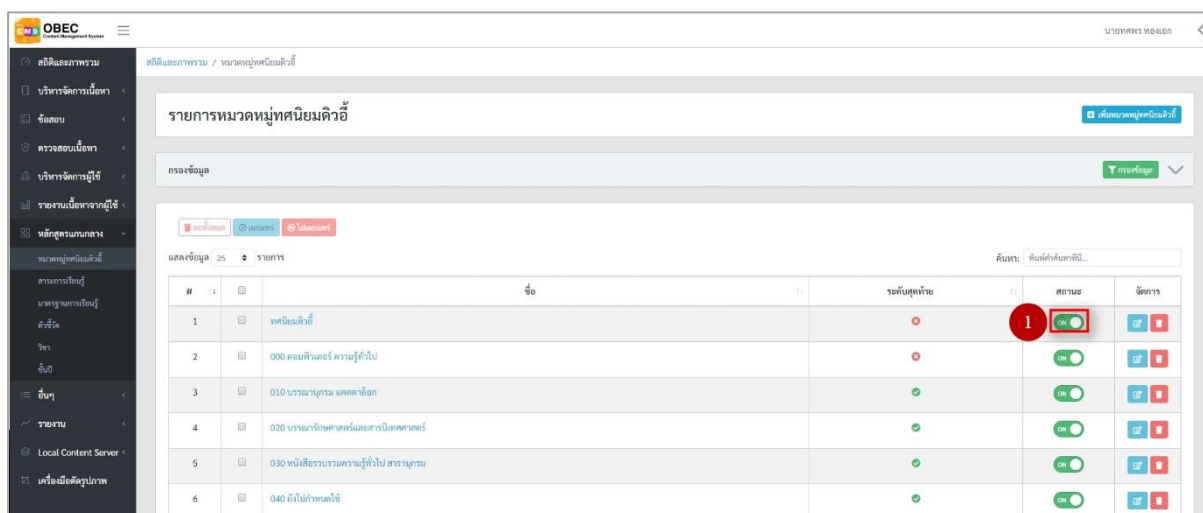 CMS OBEC
Content Management System
นายทศพร ทองเอก
สถิติและภาพรวม
บริหารจัดการเนื้อหา
ข้อสอบ
ตรวจสอบเนื้อหา
บริหารจัดการผู้ใช้
รายงานเนื้อหาจากผู้ใช้
หลักสูตรแกนกลาง
หมวดหมู่ทศนิยมดิวอี้
สาระการเรียนรู้
มาตรฐานการเรียนรู้
ตัวชี้วัด
วิชา
ชั้นปี
อื่นๆ
รายงาน
Local Content Server
เครื่องมือตัดรูปภาพ
สถิติและภาพรวม / หมวดหมู่ทศนิยมดิวอี้
รายการหมวดหมู่ทศนิยมดิวอี้
เพิ่มหมวดหมู่ทศนิยมดิวอี้
กรองข้อมูล
กรองข้อมูล
ลบทั้งหมด เผยแพร่ ไม่เผยแพร่
แสดงข้อมูล 25 รายการ
ค้นหา: พิมพ์คำค้นหาที่นี่...
# ชื่อ ระดับสุดท้าย สถานะ จัดการ
1 ทศนิยมดิวอี้ 1 ON
2 000 คอมพิวเตอร์ ความรู้ทั่วไป ON
3 010 บรรณานุกรม แคตตาล็อก ON
4 020 บรรณารักษศาสตร์และสารนิเทศศาสตร์ ON
5 030 หนังสือรวบรวมความรู้ทั่วไป สารานุกรม ON
6 040 ยังไม่กำหนดใช้ ON